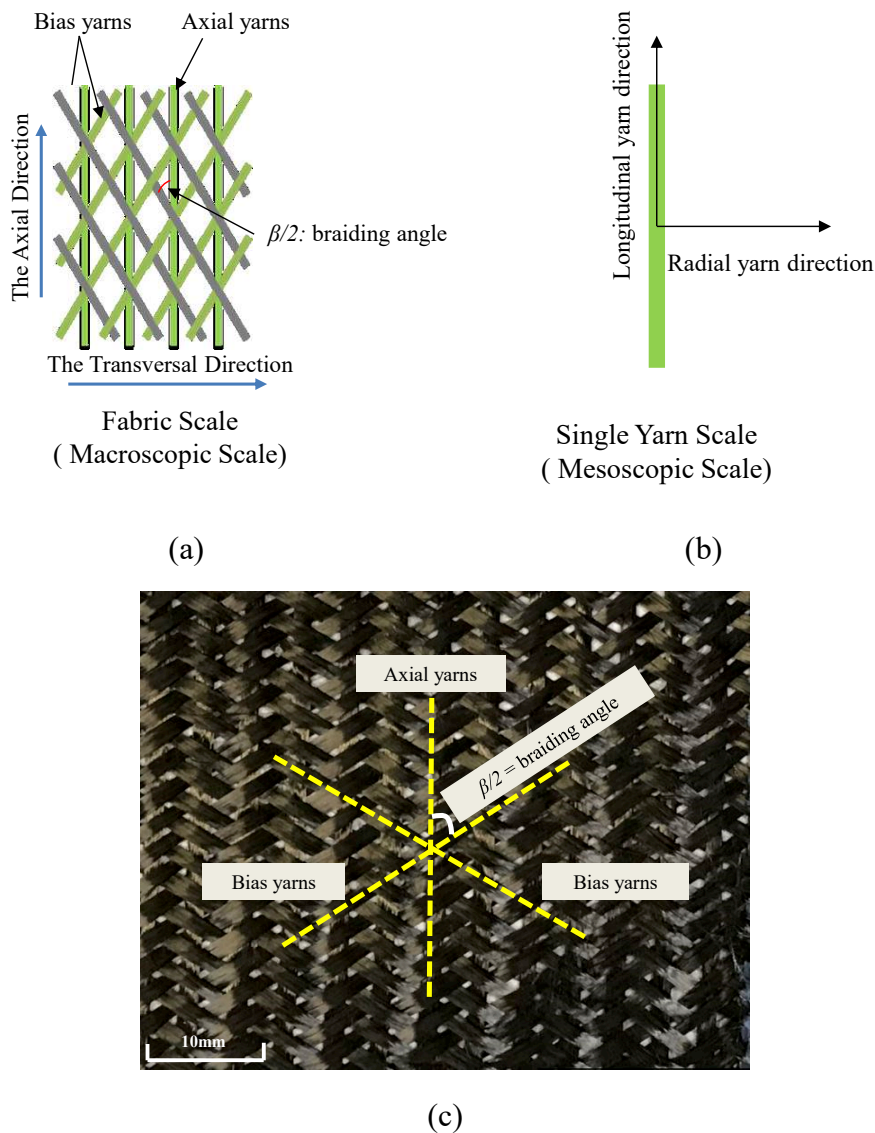 Bias yarns
Axial yarns
The Axial Direction
β/2: braiding angle
The Transversal Direction
Fabric Scale
( Macroscopic Scale)
(a)
Longitudinal yarn direction
Radial yarn direction
Single Yarn Scale
( Mesoscopic Scale)
(b)
Axial yarns
β/2 = braiding angle
Bias yarns
Bias yarns
10mm
(c)